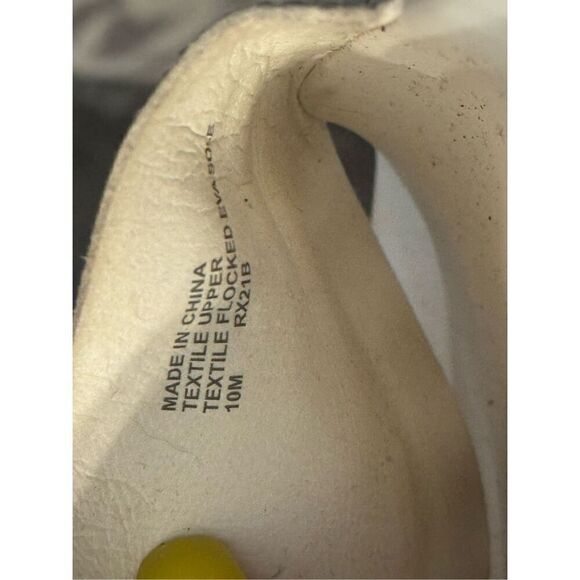 MADE IN CHINA
TEXTILE UPPER
TEXTILE FLOCKED EVA SOLE
10M RX21B